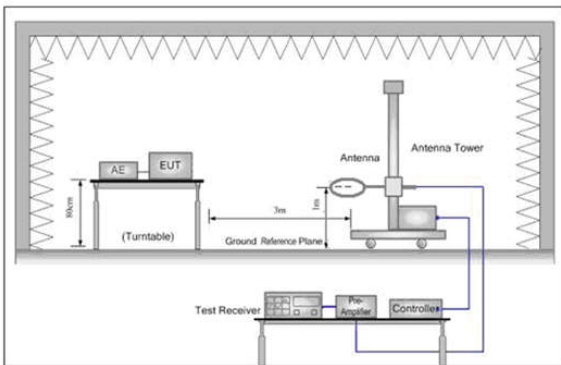 Antenna Tower
Antenna
EUT
AE
80cm
(Turntable)
3m
1m
Ground Reference Plane
Test Receiver
Pre-
Amplifier
Controller